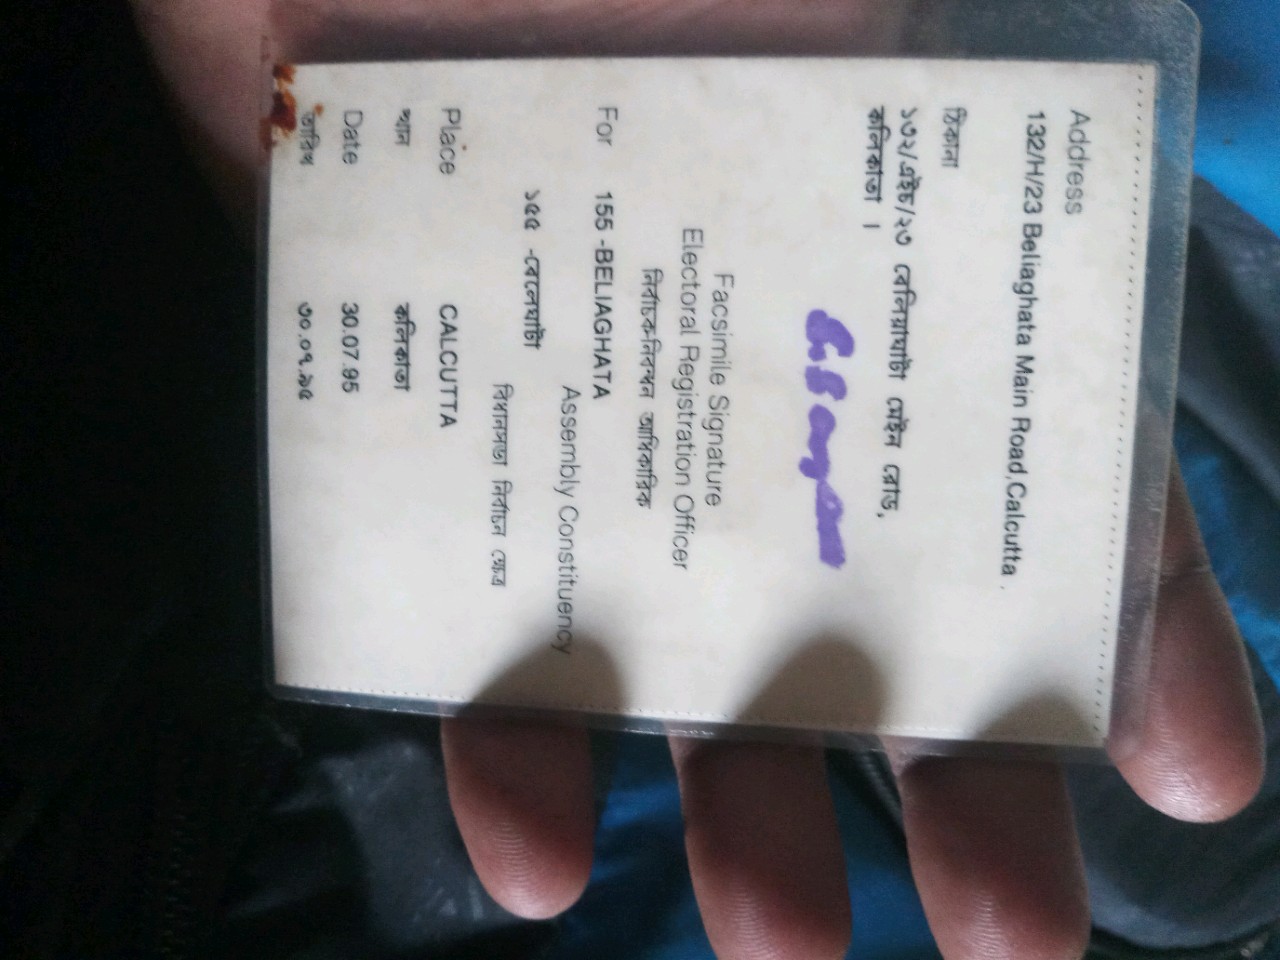 Address
132/H/23 Beliaghata Main Road,Calcutta .
ঠিকানা
১৩২/এইচ/২৩ বেলিয়াঘাটা মেইন রোড,
কলিকাতা ।
Facsimile Signature
Electoral Registration Officer
নির্বাচক-নিবন্ধন আধিকারিক
For 155 -BELIAGHATA
Assembly Constituency
১৫৫ -বেলেঘাটা
বিধানসভা নির্বাচন ক্ষেত্র
Place CALCUTTA
স্থান কলিকাতা
Date 30.07.95
তারিখ ৩০.০৭.৯৫